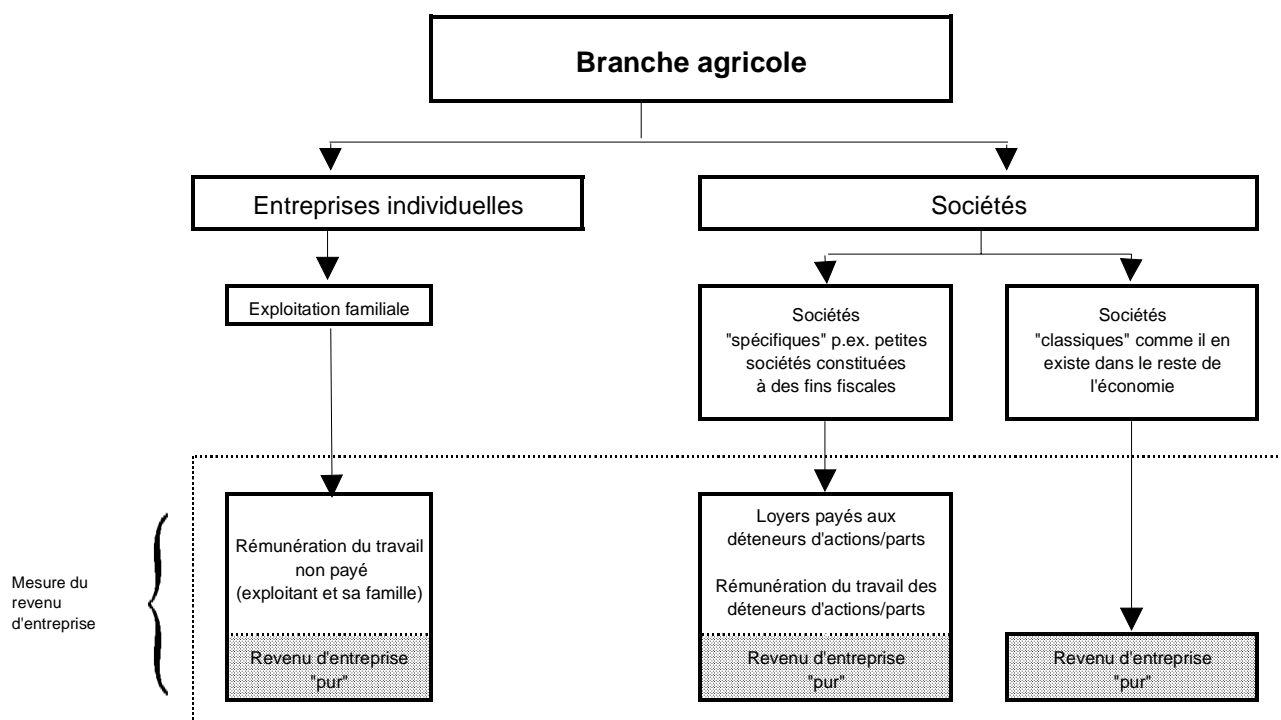 Branche agricole
Entreprises individuelles
Sociétés
Exploitation familiale
Sociétés
"spécifiques" p.ex. petites
sociétés constituées
à des fins fiscales
Sociétés
"classiques" comme il en
existe dans le reste de
l'économie
Mesure du
revenu
d'entreprise
Rémunération du travail
non payé
(exploitant et sa famille)
Revenu d'entreprise
"pur"
Loyers payés aux
déteneurs d'actions/parts
Rémunération du travail des
déteneurs d'actions/parts
Revenu d'entreprise
"pur"
Revenu d'entreprise
"pur"